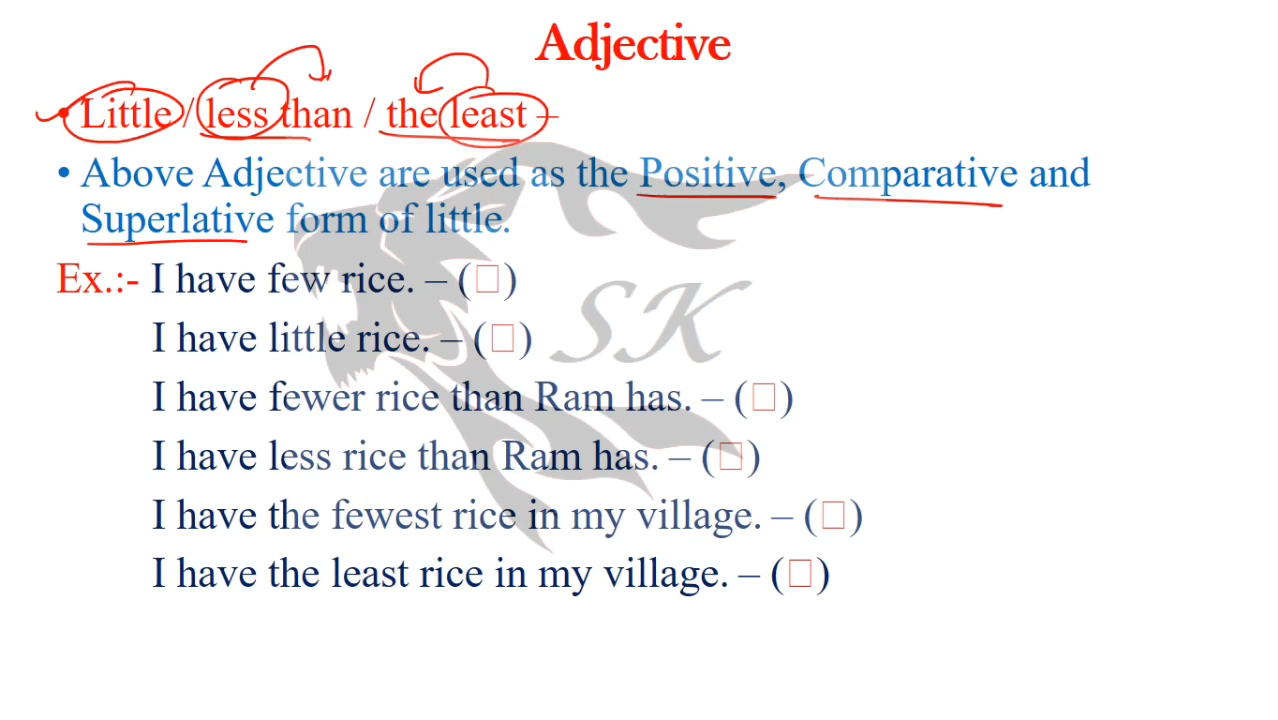 Adjective
• Little / less than / the least –
• Above Adjective are used as the Positive, Comparative and
Superlative form of little.
Ex.:- I have few rice. – (□)
I have little rice. – (□)
I have fewer rice than Ram has. – (□)
I have less rice than Ram has. – (□)
I have the fewest rice in my village. – (□)
I have the least rice in my village. – (□)
SK